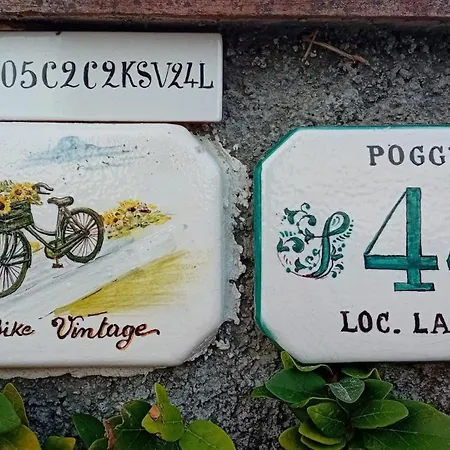 05C2C2KSV24L
Bike Vintage
POGG
4
LOC. LA